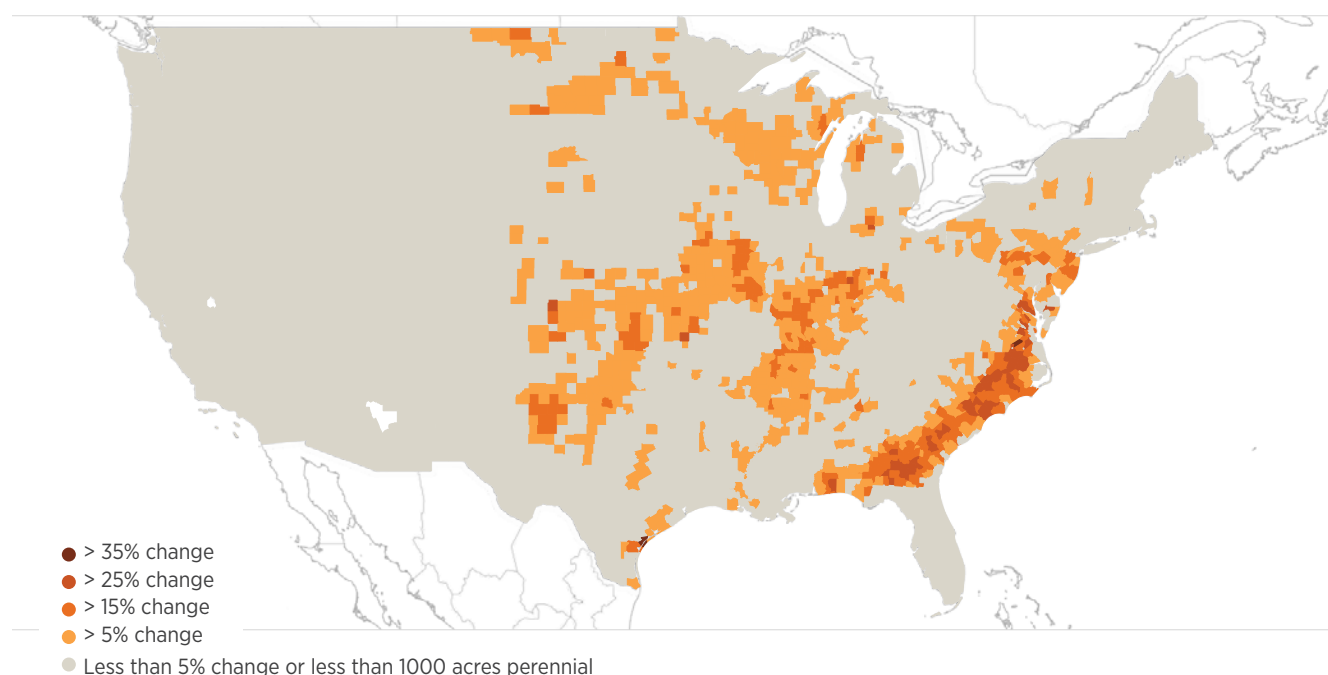 > 35% change
> 25% change
> 15% change
> 5% change
Less than 5% change or less than 1000 acres perennial